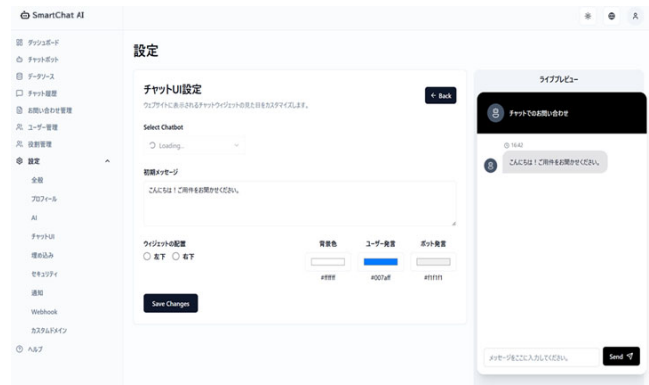 SmartChat AI
ダッシュボード
チャットボット
データソース
チャット履歴
お問い合わせ管理
ユーザー管理
役割管理
設定
全般
プロフィール
AI
チャットUI
埋め込み
セキュリティ
通知
Webhook
カスタムドメイン
ヘルプ
設定
チャットUI設定
ウェブサイトに表示されるチャットウィジェットの見た目をカスタマイズします。
← Back
Select Chatbot
Loading...
初期メッセージ
こんにちは！ご用件をお聞かせください。
ウィジェットの配置
左下 右下
背景色 ユーザー発言 ボット発言
#ffffff #007aff #f1f1f1
Save Changes
ライブプレビュー
チャットでのお問い合わせ
16:42
こんにちは！ご用件をお聞かせください。
メッセージをここに入力してください。
Send